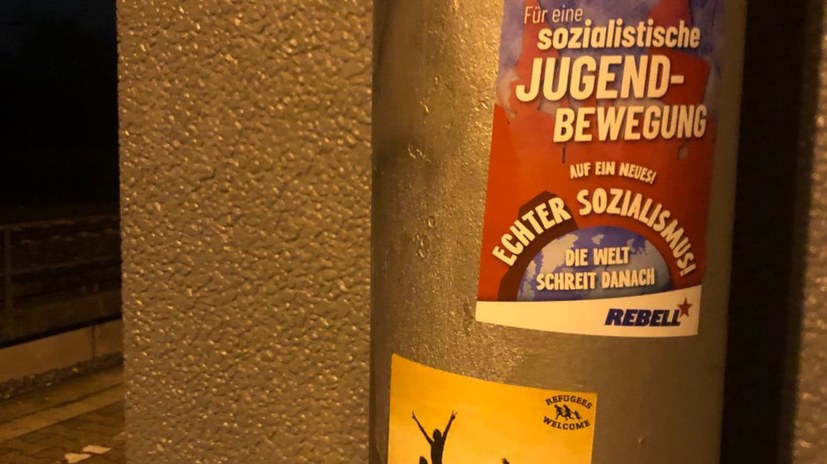 Für eine
sozialistische
JUGEND-
BEWEGUNG
AUF EIN NEUES!
ECHTER SOZIALISMUS!
DIE WELT
SCHREIT DANACH
REBELL
REFUGEES
WELCOME